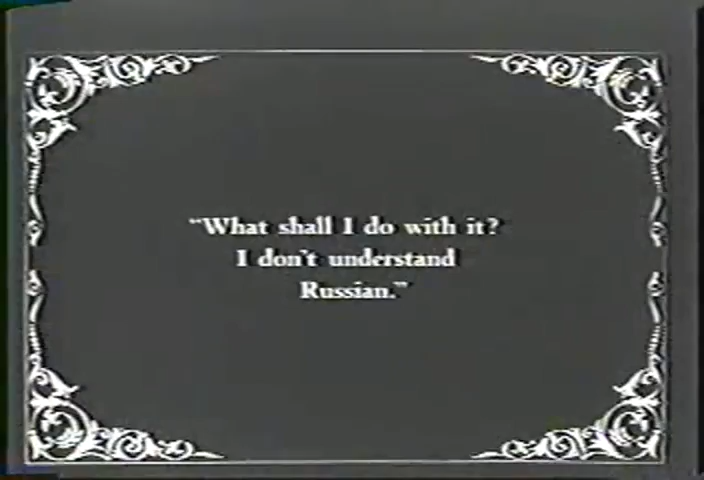 “What shall I do with it?
I don't understand
Russian.”